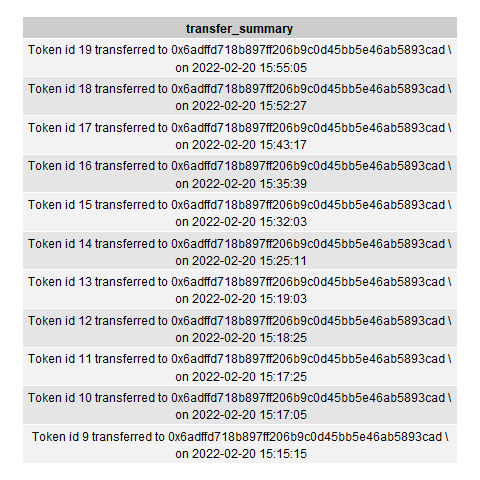 transfer_summary
Token id 19 transferred to 0x6adffd718b897ff206b9c0d45bb5e46ab5893cad \
on 2022-02-20 15:55:05
Token id 18 transferred to 0x6adffd718b897ff206b9c0d45bb5e46ab5893cad \
on 2022-02-20 15:52:27
Token id 17 transferred to 0x6adffd718b897ff206b9c0d45bb5e46ab5893cad \
on 2022-02-20 15:43:17
Token id 16 transferred to 0x6adffd718b897ff206b9c0d45bb5e46ab5893cad \
on 2022-02-20 15:35:39
Token id 15 transferred to 0x6adffd718b897ff206b9c0d45bb5e46ab5893cad \
on 2022-02-20 15:32:03
Token id 14 transferred to 0x6adffd718b897ff206b9c0d45bb5e46ab5893cad \
on 2022-02-20 15:25:11
Token id 13 transferred to 0x6adffd718b897ff206b9c0d45bb5e46ab5893cad \
on 2022-02-20 15:19:03
Token id 12 transferred to 0x6adffd718b897ff206b9c0d45bb5e46ab5893cad \
on 2022-02-20 15:18:25
Token id 11 transferred to 0x6adffd718b897ff206b9c0d45bb5e46ab5893cad \
on 2022-02-20 15:17:25
Token id 10 transferred to 0x6adffd718b897ff206b9c0d45bb5e46ab5893cad \
on 2022-02-20 15:17:05
Token id 9 transferred to 0x6adffd718b897ff206b9c0d45bb5e46ab5893cad \
on 2022-02-20 15:15:15